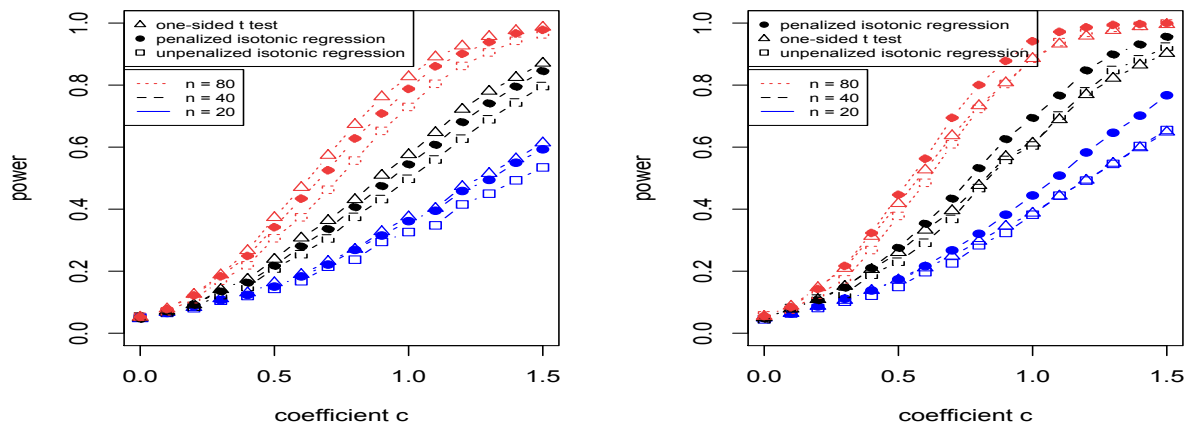 one-sided t test
penalized isotonic regression
unpenalized isotonic regression
n = 80
n = 40
n = 20
power
0.0
0.2
0.4
0.6
0.8
1.0
0.0
0.5
1.0
1.5
coefficient c
penalized isotonic regression
one-sided t test
unpenalized isotonic regression
n = 80
n = 40
n = 20
power
0.0
0.2
0.4
0.6
0.8
1.0
0.0
0.5
1.0
1.5
coefficient c